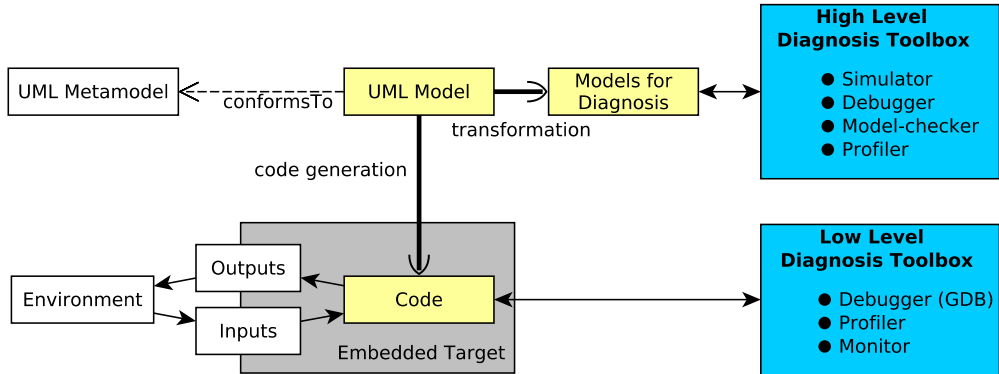 High Level
Diagnosis Toolbox
● Simulator
● Debugger
● Model-checker
● Profiler
UML Metamodel
conformsTo
UML Model
transformation
Models for
Diagnosis
code generation
Low Level
Diagnosis Toolbox
● Debugger (GDB)
● Profiler
● Monitor
Environment
Outputs
Inputs
Code
Embedded Target